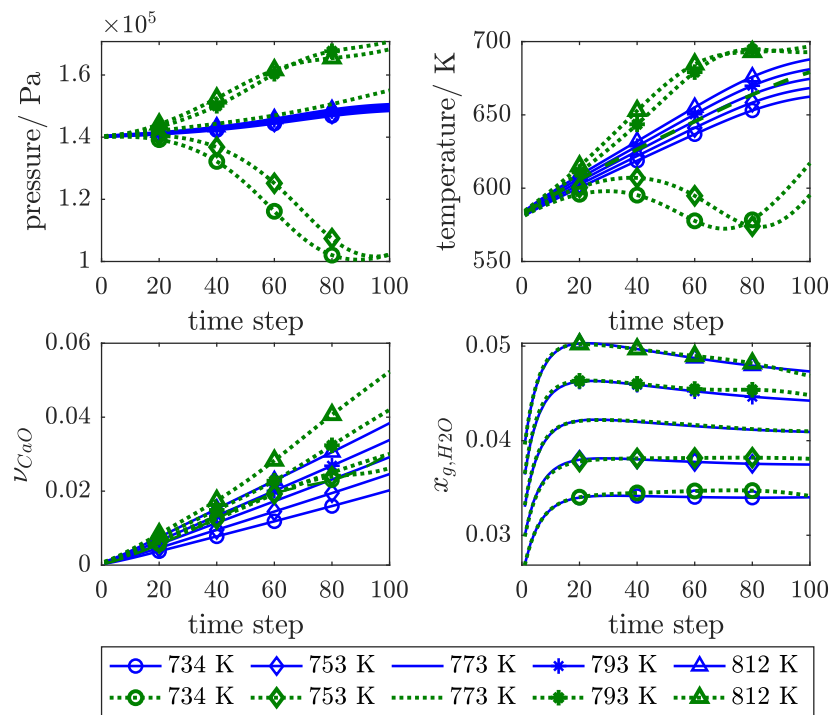 ×10⁵
pressure/ Pa
1.6
1.4
1.2
1
0 20 40 60 80 100
time step
temperature/ K
700
650
600
550
0 20 40 60 80 100
time step
ν_CaO
0.06
0.04
0.02
0
0 20 40 60 80 100
time step
x_g,H2O
0.05
0.04
0.03
0 20 40 60 80 100
time step
734 K 753 K 773 K 793 K 812 K
734 K 753 K 773 K 793 K 812 K